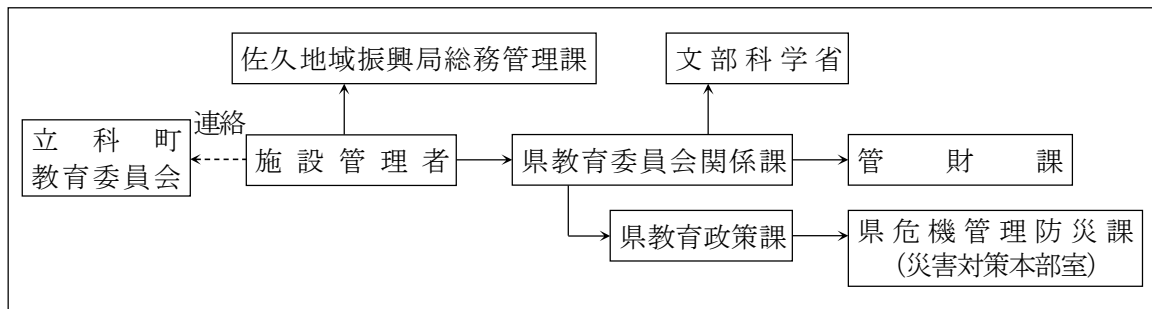 佐久地域振興局総務管理課
文部科学省
連絡
立科町
教育委員会
施設管理者
県教育委員会関係課
管財課
県教育政策課
県危機管理防災課
(災害対策本部室)